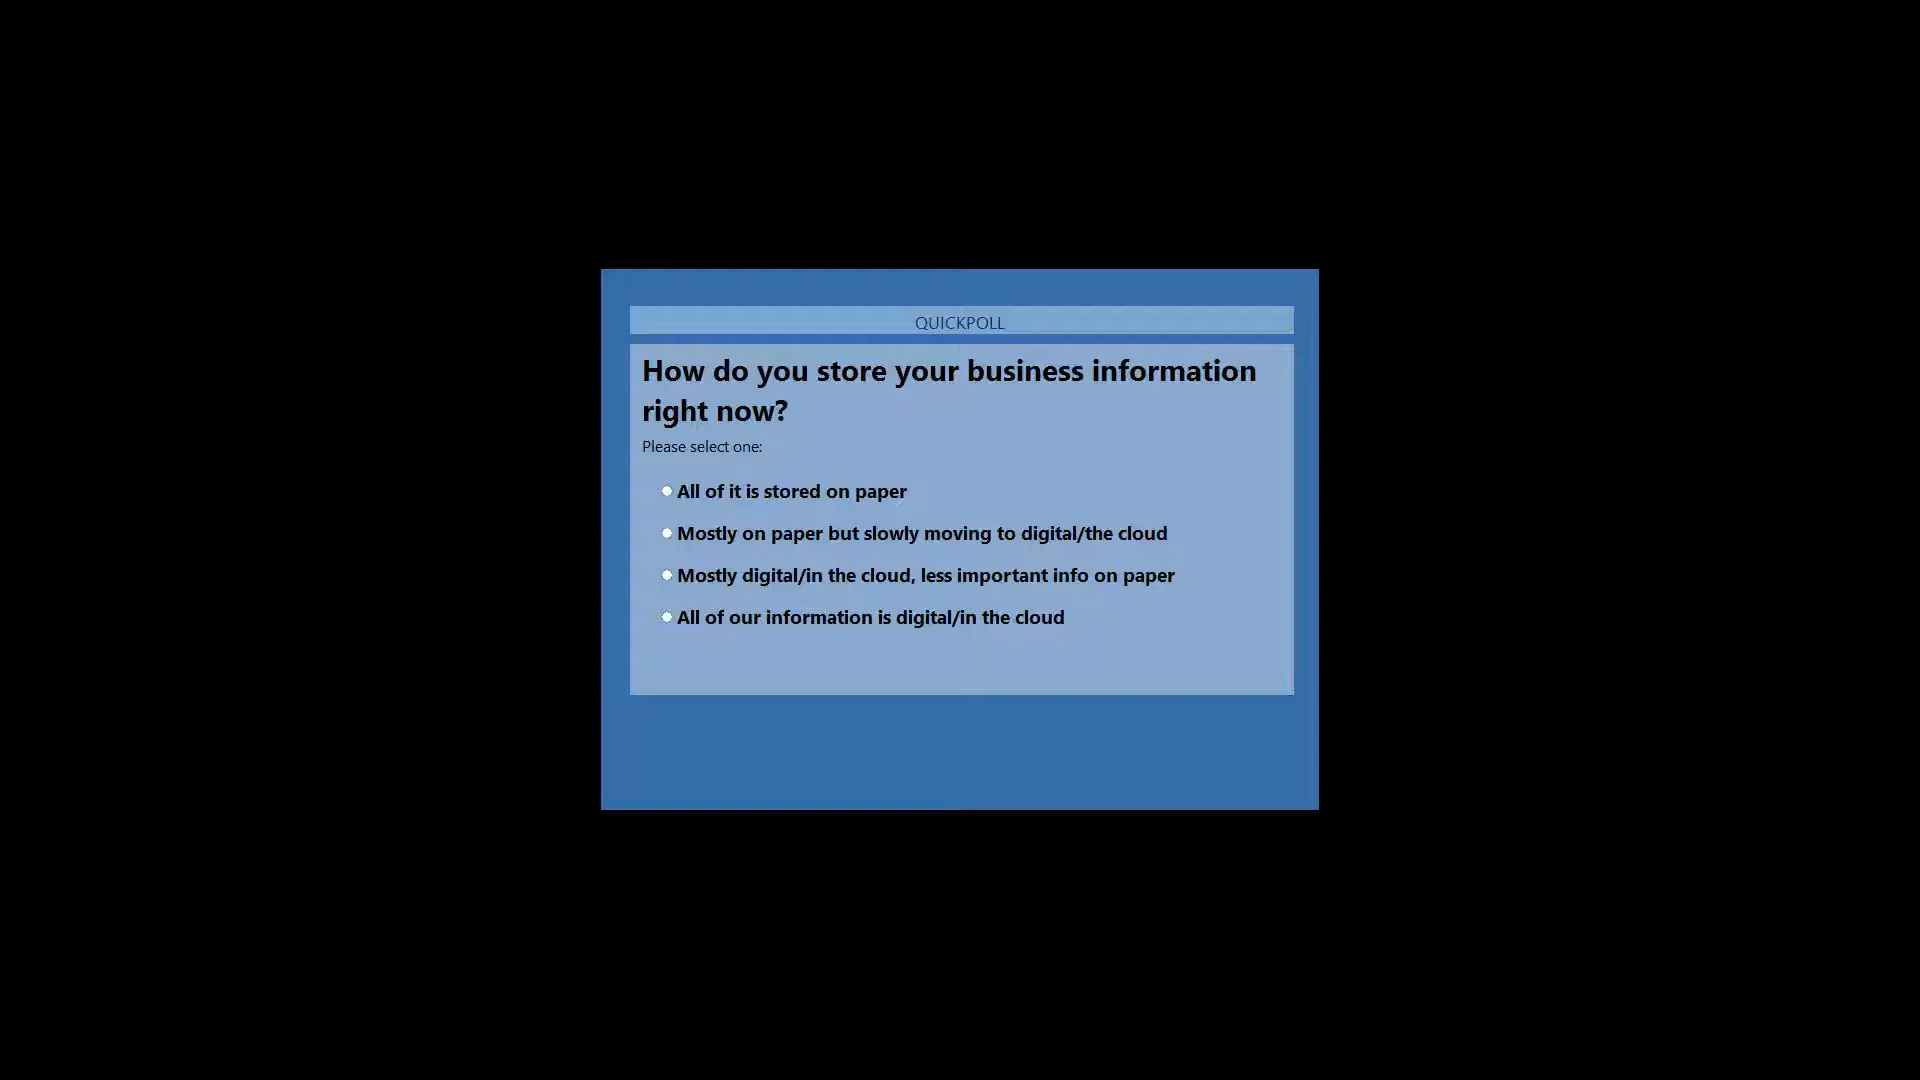 QUICKPOLL
How do you store your business information
right now?
Please select one:
All of it is stored on paper
Mostly on paper but slowly moving to digital/the cloud
Mostly digital/in the cloud, less important info on paper
All of our information is digital/in the cloud